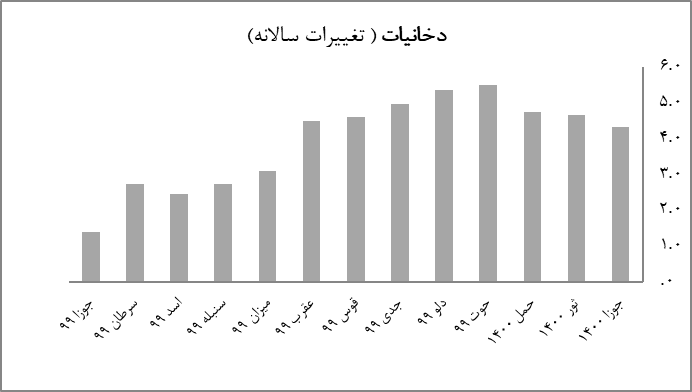 دخانیات ( تغییرات سالانه)
۶.۰
۵.۰
۴.۰
۳.۰
۲.۰
۱.۰
.۰
جوزا ۹۹
سرطان ۹۹
اسد ۹۹
سنبله ۹۹
میزان ۹۹
عقرب ۹۹
قوس ۹۹
جدی ۹۹
دلو ۹۹
حوت ۹۹
حمل ۱۴۰۰
ثور ۱۴۰۰
جوزا ۱۴۰۰